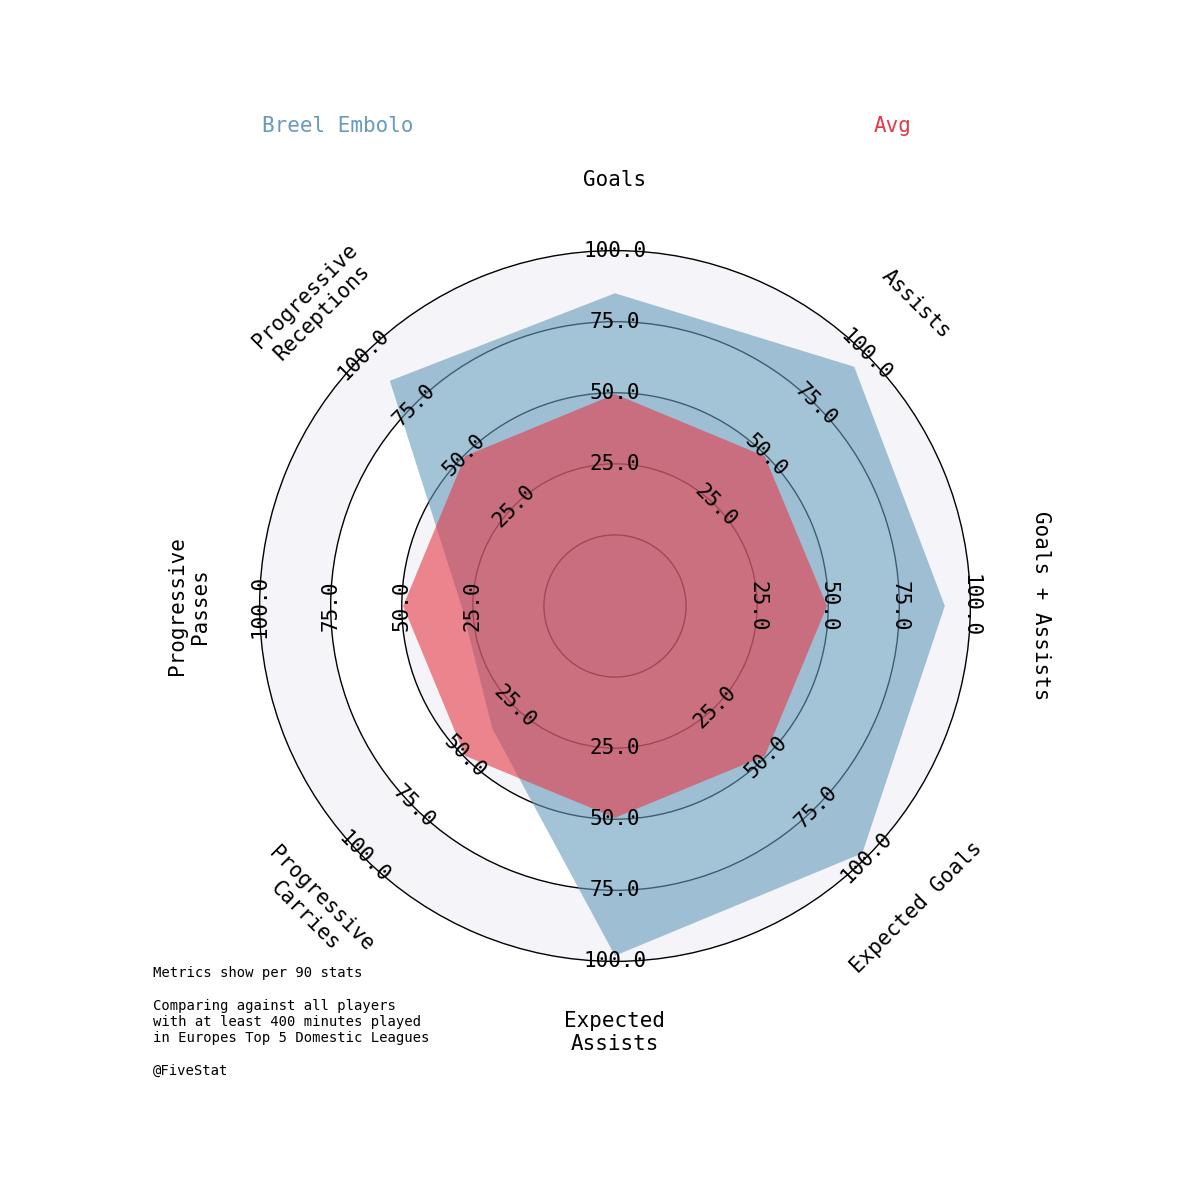 Breel Embolo
Avg
Goals
Assists
Goals + Assists
Expected Goals
Expected
Assists
Progressive
Carries
Progressive
Passes
Progressive
Receptions
25.0
50.0
75.0
100.0
25.0
50.0
75.0
100.0
25.0
50.0
75.0
100.0
25.0
50.0
75.0
100.0
25.0
50.0
75.0
100.0
25.0
50.0
75.0
100.0
25.0
50.0
75.0
100.0
25.0
50.0
75.0
100.0
Metrics show per 90 stats
Comparing against all players
with at least 400 minutes played
in Europes Top 5 Domestic Leagues
@FiveStat